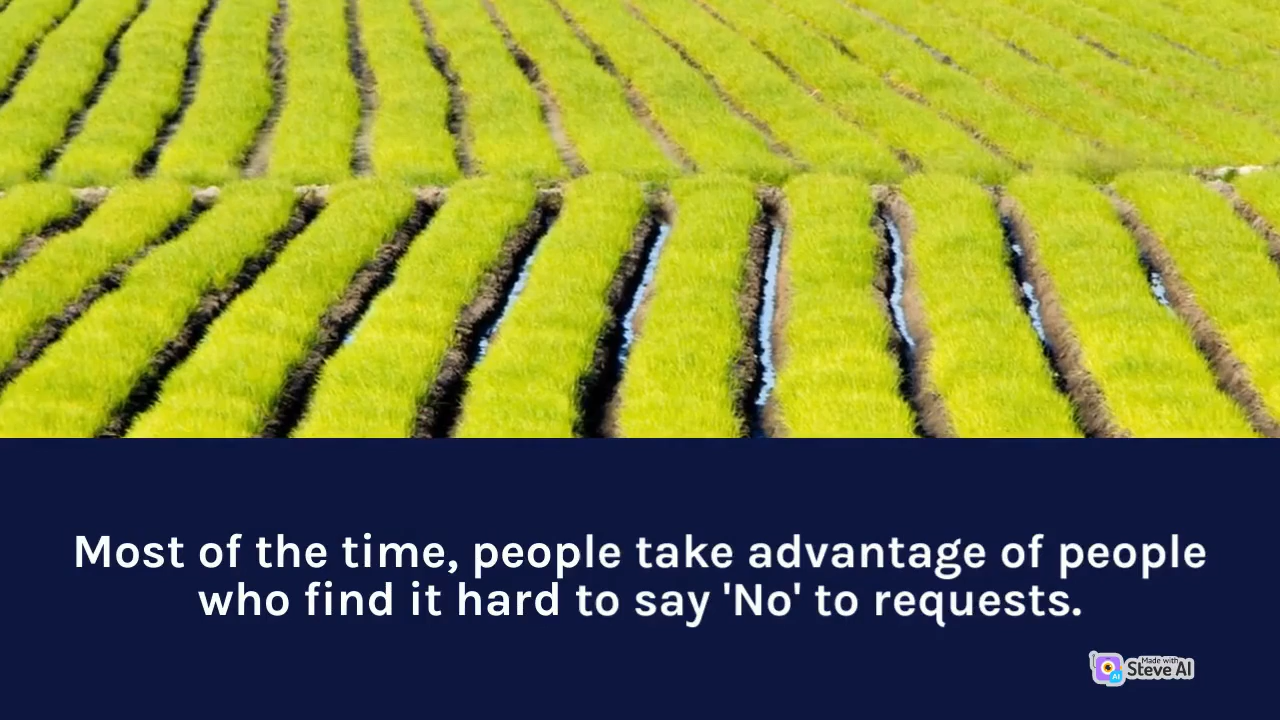 Most of the time, people take advantage of people
who find it hard to say 'No' to requests.
Made with
Steve AI
AI